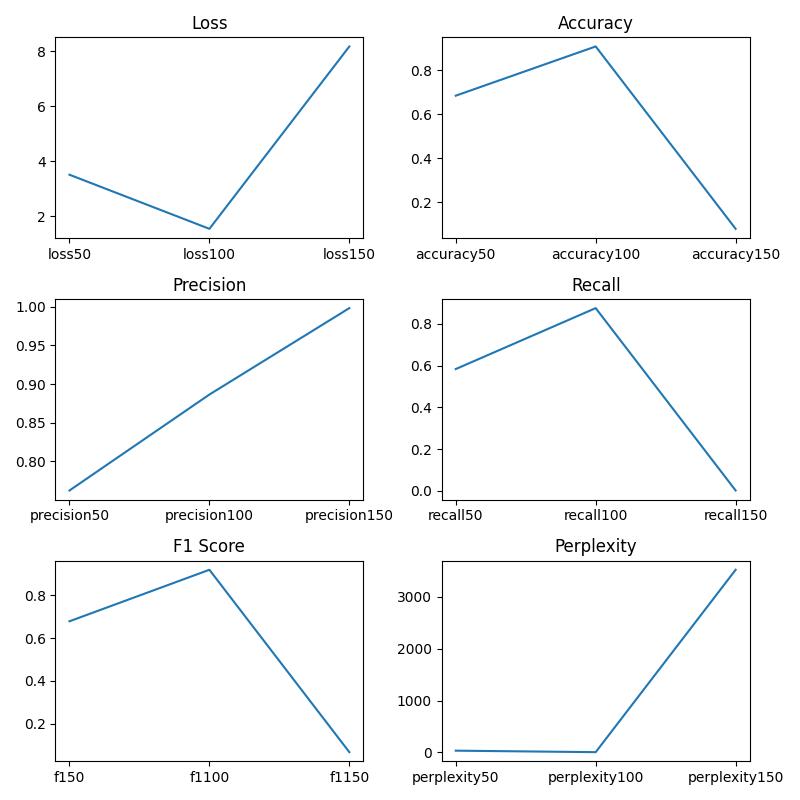 Loss
8
6
4
2
loss50 loss100 loss150
Accuracy
0.8
0.6
0.4
0.2
accuracy50 accuracy100 accuracy150
Precision
1.00
0.95
0.90
0.85
0.80
precision50 precision100 precision150
Recall
0.8
0.6
0.4
0.2
0.0
recall50 recall100 recall150
F1 Score
0.8
0.6
0.4
0.2
f150 f1100 f1150
Perplexity
3000
2000
1000
0
perplexity50 perplexity100 perplexity150